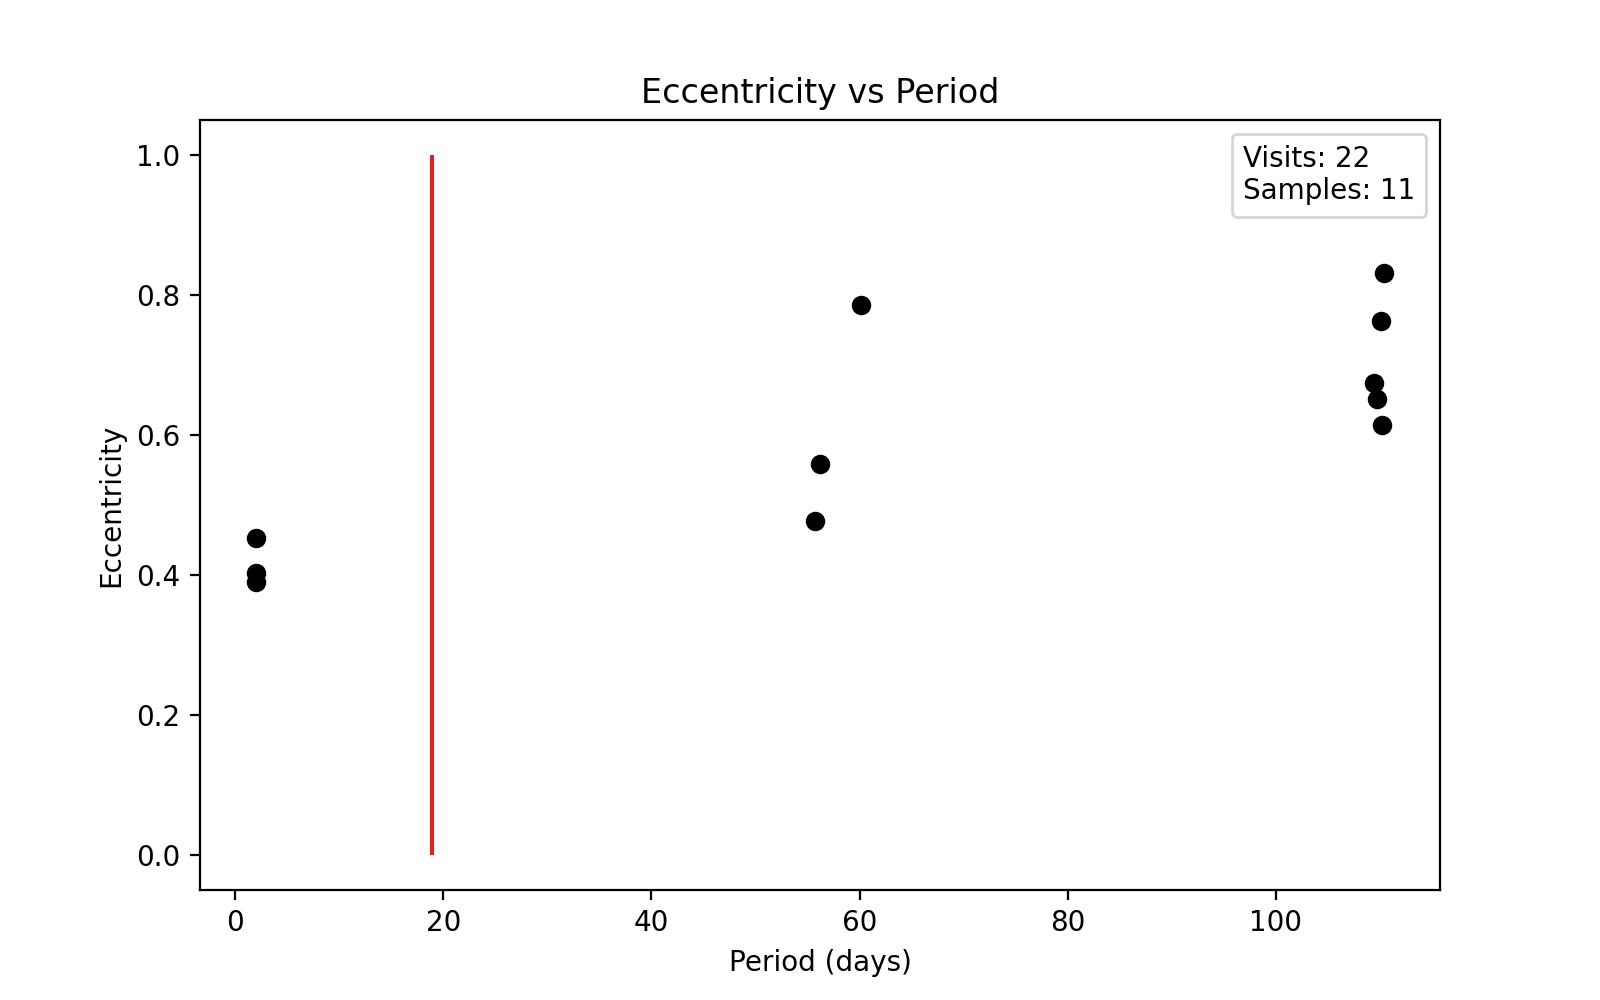 Eccentricity vs Period
Visits: 22
Samples: 11
1.0
0.8
0.6
0.4
0.2
0.0
Eccentricity
0 20 40 60 80 100
Period (days)